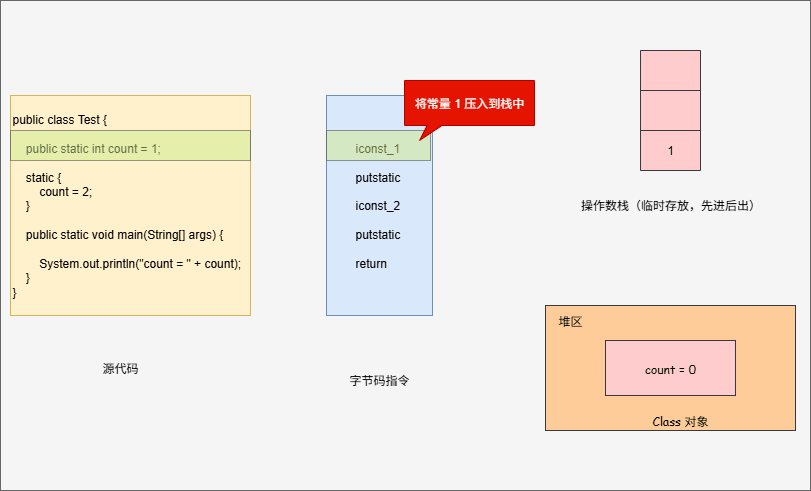 public class Test {
public static int count = 1;
static {
count = 2;
}
public static void main(String[] args) {
System.out.println("count = " + count);
}
}
源代码
将常量 1 压入到栈中
iconst_1
putstatic
iconst_2
putstatic
return
字节码指令
1
操作数栈（临时存放，先进后出）
堆区
count = 0
Class 对象